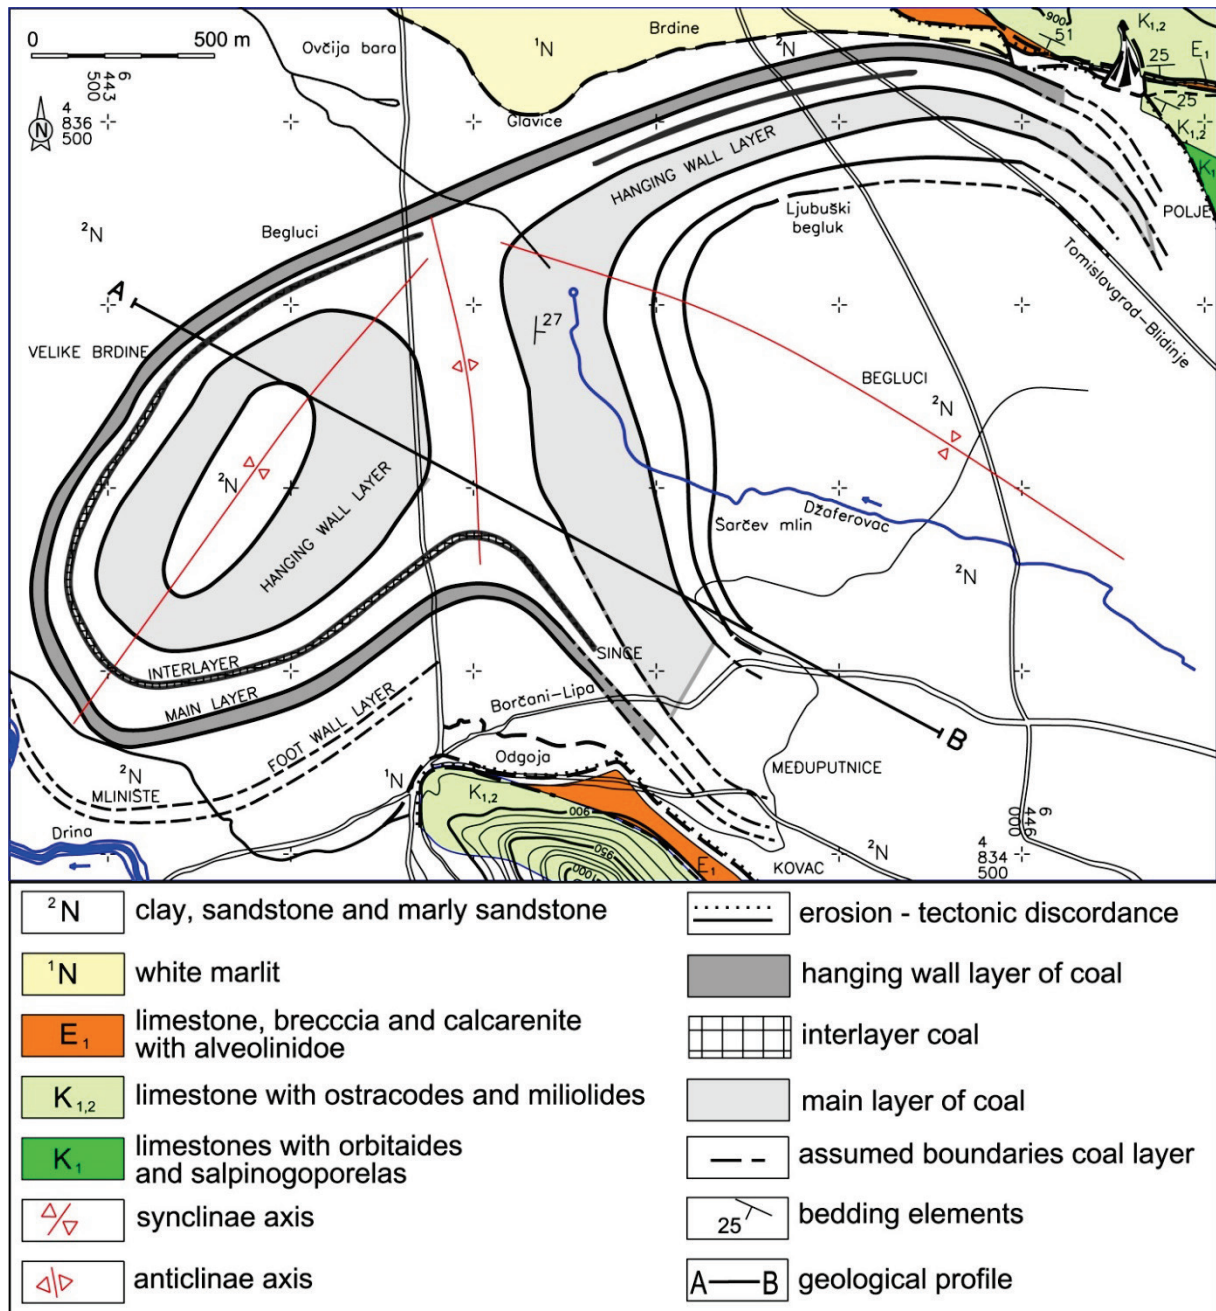 0 500 m
Ovčija bara
¹N
Brdine
²N
900
K₁,₂
51
25
E₁
6
443
500
4
836
500
N
Glavice
25
K₁,₂
K₁
HANGING WALL LAYER
Ljubuški
begluk
POLJE
²N
Begluci
Tomislavgrad-Blidinje
A
27
VELIKE BRDINE
BEGLUCI
²N
²N
HANGING WALL LAYER
Šarčev mlin
Džaferovac
²N
INTERLAYER
SINCE
MAIN LAYER
Borčani-Lipa
FOOT WALL LAYER
B
²N
MLINIŠTE
¹N
Odgoja
MEĐUPUTNICE
K₁,₂
900
950
1000
E₁
Drina
KOVAC
²N
6
446
000
4
834
500
²N clay, sandstone and marly sandstone
¹N white marlit
E₁ limestone, brecccia and calcarenite
with alveolinidoe
K₁,₂ limestone with ostracodes and miliolides
K₁ limestones with orbitaides
and salpinogoporelas
synclinae axis
anticlinae axis
erosion - tectonic discordance
hanging wall layer of coal
interlayer coal
main layer of coal
assumed boundaries coal layer
25 bedding elements
A B geological profile